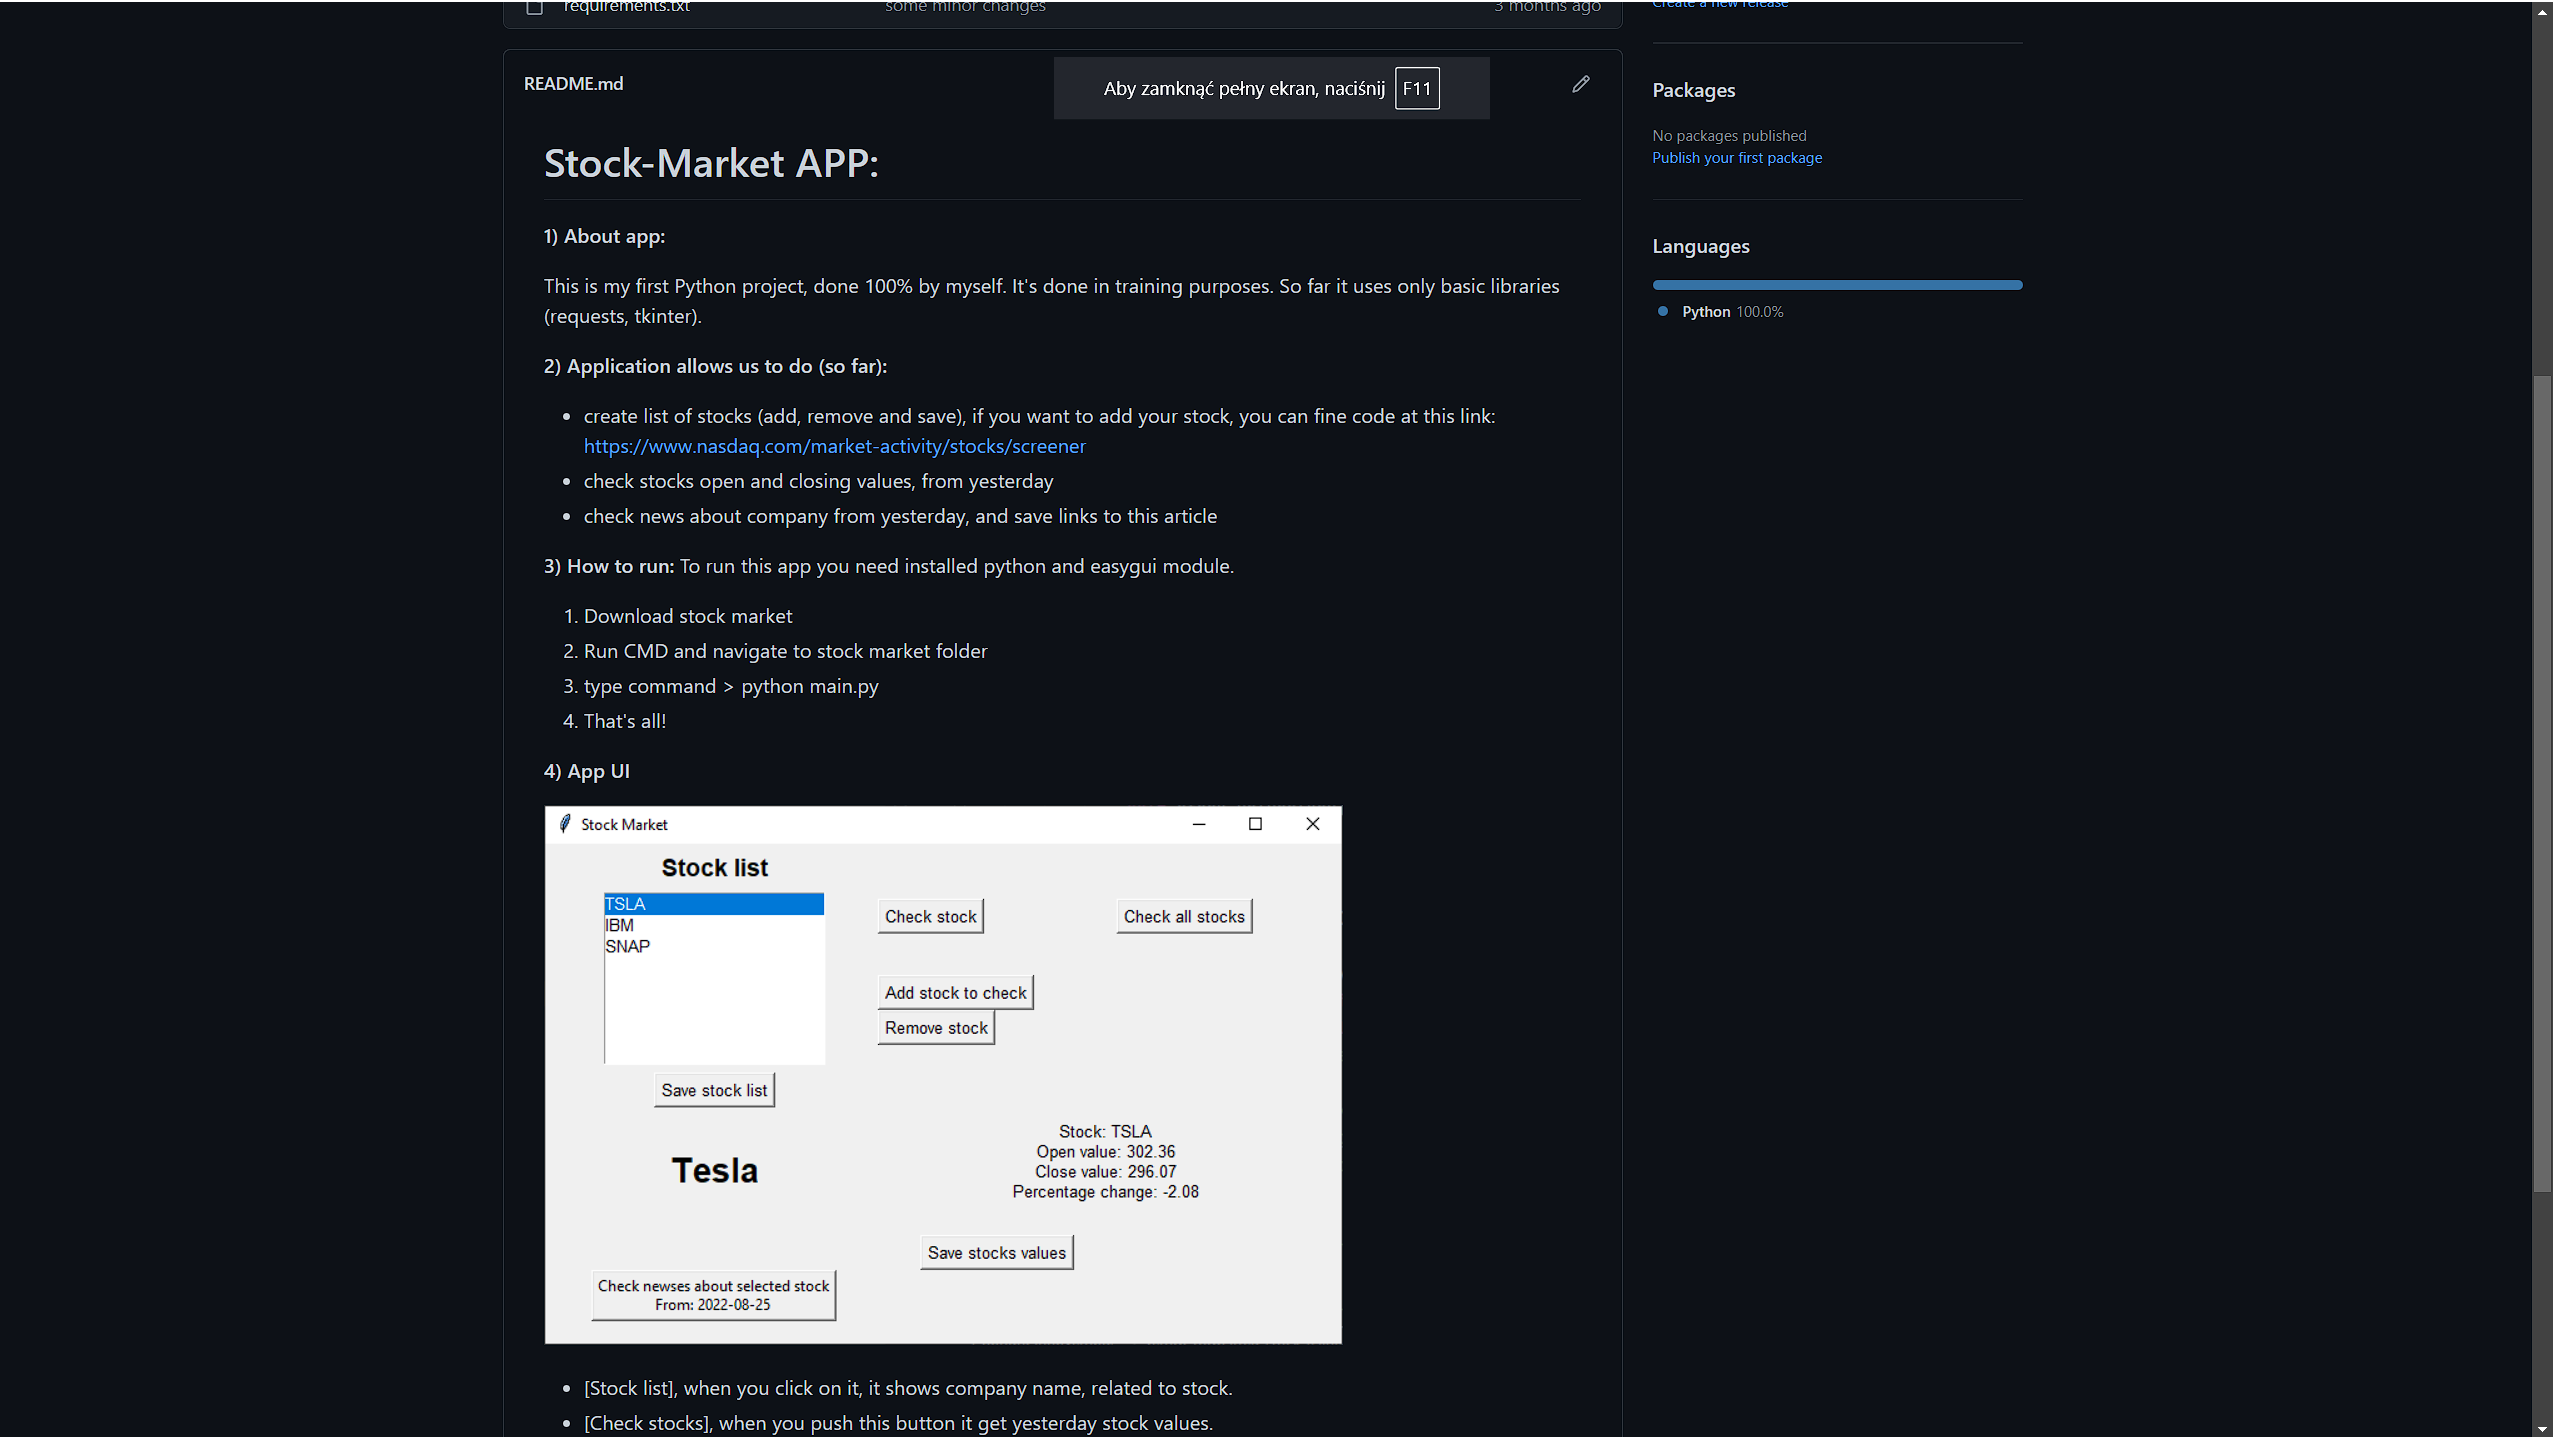 requirements.txt some minor changes 3 months ago
README.md
Aby zamknąć pełny ekran, naciśnij F11
Stock-Market APP:
1) About app:
This is my first Python project, done 100% by myself. It's done in training purposes. So far it uses only basic libraries
(requests, tkinter).
2) Application allows us to do (so far):
• create list of stocks (add, remove and save), if you want to add your stock, you can fine code at this link:
https://www.nasdaq.com/market-activity/stocks/screener
• check stocks open and closing values, from yesterday
• check news about company from yesterday, and save links to this article
3) How to run: To run this app you need installed python and easygui module.
1. Download stock market
2. Run CMD and navigate to stock market folder
3. type command > python main.py
4. That's all!
4) App UI
Stock Market
Stock list
TSLA
IBM
SNAP
Check stock
Check all stocks
Add stock to check
Remove stock
Save stock list
Stock: TSLA
Open value: 302.36
Close value: 296.07
Percentage change: -2.08
Tesla
Save stocks values
Check newses about selected stock
From: 2022-08-25
• [Stock list], when you click on it, it shows company name, related to stock.
• [Check stocks], when you push this button it get yesterday stock values.
Create a new release
Packages
No packages published
Publish your first package
Languages
Python 100.0%